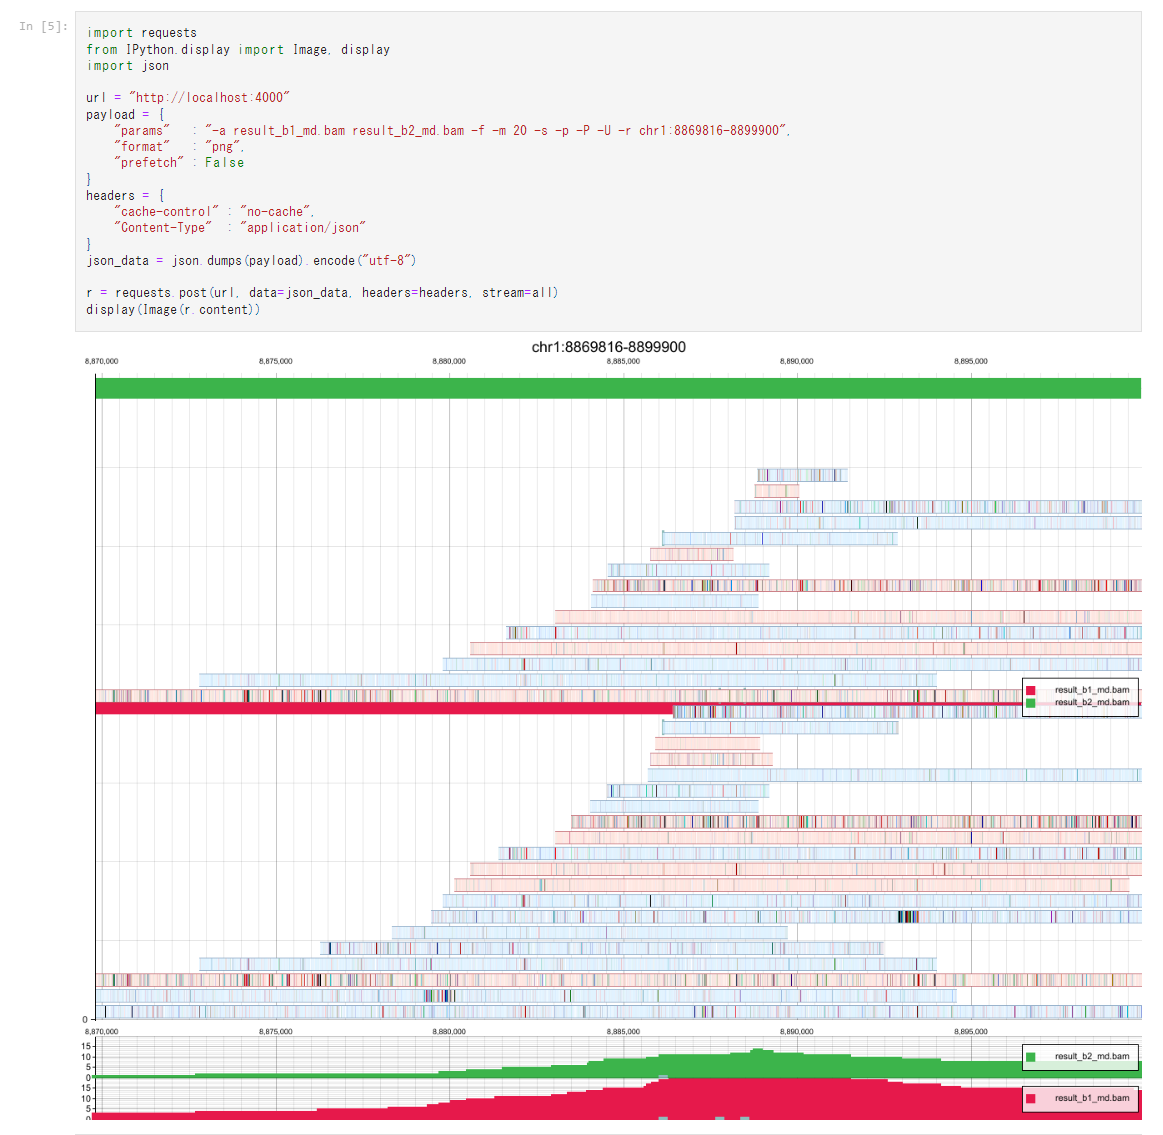 In [5]:
import requests
from IPython.display import Image, display
import json
url = "http://localhost:4000"
payload = {
    "params"   : "-a result_b1_md.bam result_b2_md.bam -f -m 20 -s -p -P -U -r chr1:8869816-8899900",
    "format"   : "png",
    "prefetch" : False
}
headers = {
    "cache-control" : "no-cache",
    "Content-Type"  : "application/json"
}
json_data = json.dumps(payload).encode("utf-8")
r = requests.post(url, data=json_data, headers=headers, stream=all)
display(Image(r.content))
chr1:8869816-8899900
8,870,000 8,875,000 8,880,000 8,885,000 8,890,000 8,895,000
result_b1_md.bam
result_b2_md.bam
0
8,870,000 8,875,000 8,880,000 8,885,000 8,890,000 8,895,000
15
10
5
0
result_b2_md.bam
15
10
5
0
result_b1_md.bam